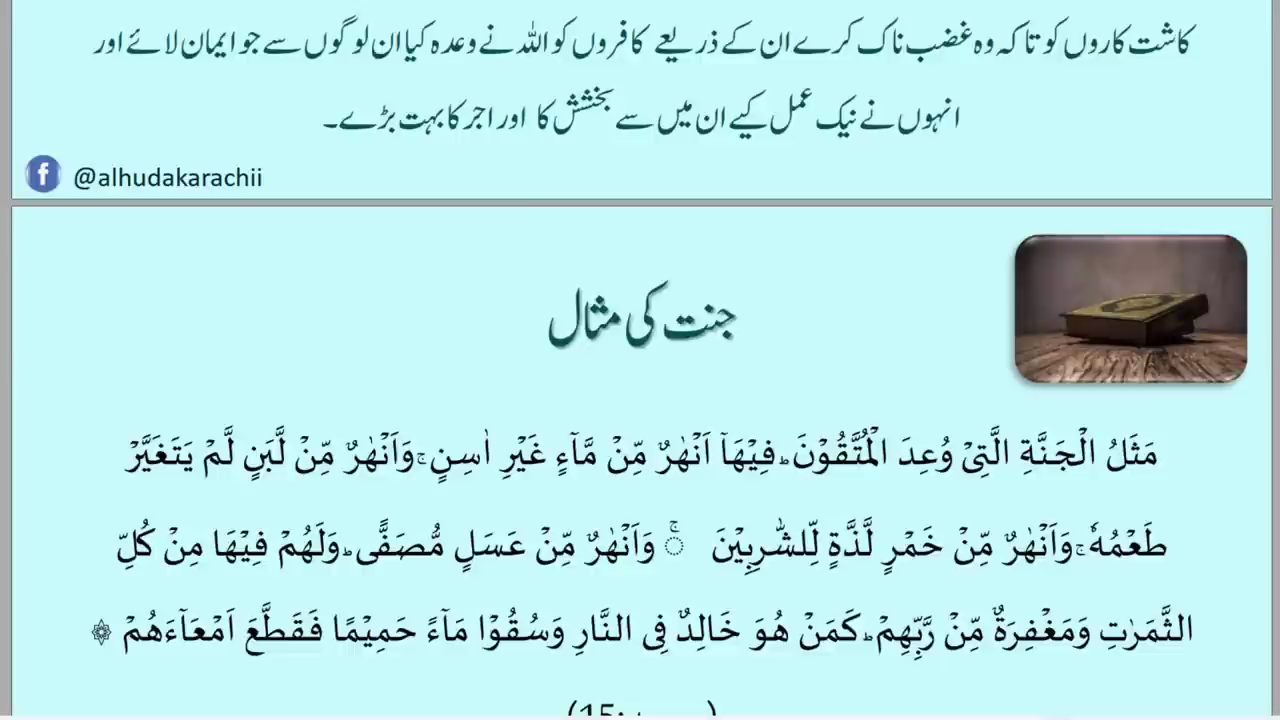 کاشت کاروں کو تاکہ وہ غضب ناک کرے ان کے ذریعے کافروں کو اللہ نے وعدہ کیا ان لوگوں سے جو ایمان لائے اور
انہوں نے نیک عمل کیے ان میں سے بخشش کا اور اجر کا بہت بڑے۔
@alhudakarachii
جنت کی مثال
مَثَلُ الْجَنَّةِ الَّتِیْ وُعِدَ الْمُتَّقُوْنَ ؕ فِیْهَاۤ اَنْهٰرٌ مِّنْ مَّآءٍ غَیْرِ اٰسِنٍ ۚ وَاَنْهٰرٌ مِّنْ لَّبَنٍ لَّمْ یَتَغَیَّرْ
طَعْمُهٗ ۚ وَاَنْهٰرٌ مِّنْ خَمْرٍ لَّذَّةٍ لِّلشّٰرِبِیْنَ ۚ۬ وَاَنْهٰرٌ مِّنْ عَسَلٍ مُّصَفًّی ؕ وَلَهُمْ فِیْهَا مِنْ كُلِّ
الثَّمَرٰتِ وَمَغْفِرَةٌ مِّنْ رَّبِّهِمْ ؕ كَمَنْ هُوَ خَالِدٌ فِی النَّارِ وَسُقُوْا مَآءً حَمِیْمًا فَقَطَّعَ اَمْعَآءَهُمْ ۞